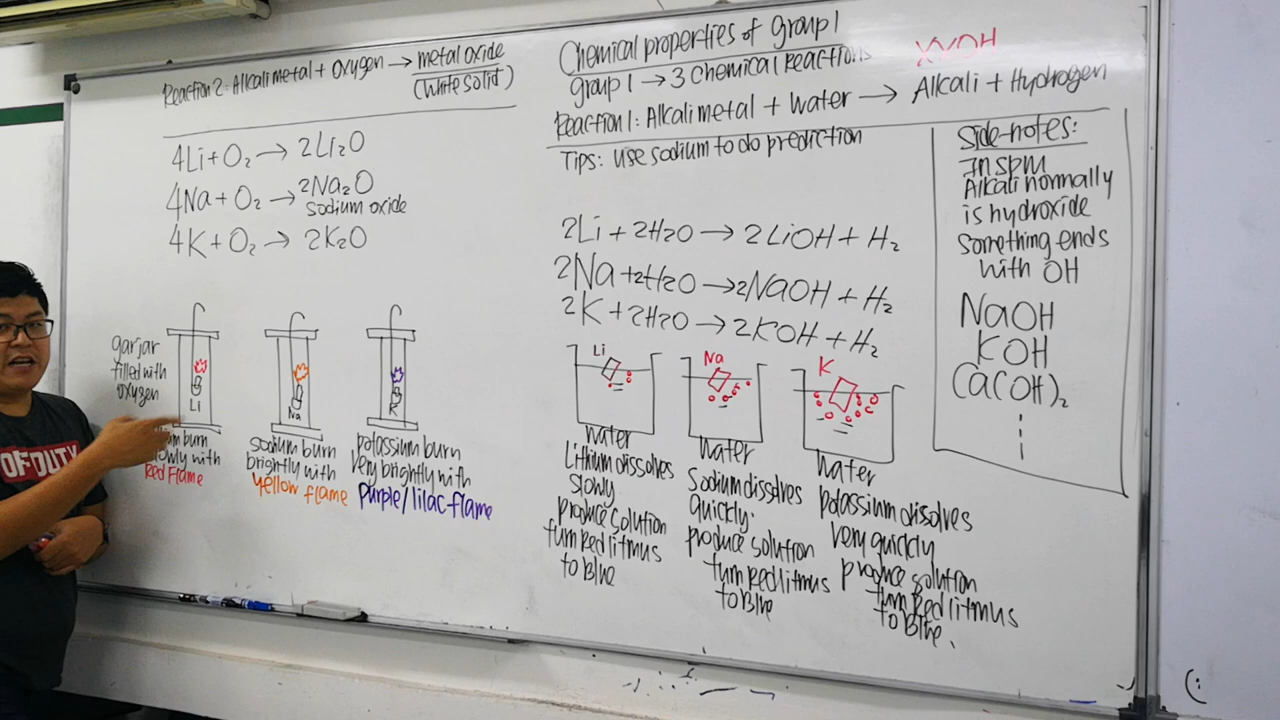 Reaction 2: Alkali metal + Oxygen → metal oxide
(White solid)
4Li + O₂ → 2Li₂O
4Na + O₂ → 2Na₂O
sodium oxide
4K + O₂ → 2K₂O
garjar
filled with
oxygen
Li
Na
K
burn
slowly with
Red Flame
sodium burn
brightly with
Yellow flame
potassium burn
very brightly with
purple/lilac flame
OF DUTY
Chemical properties of Group 1
group 1 → 3 Chemical Reactions
XYOH
Reaction 1: Alkali metal + Water → Alkali + Hydrogen
Tips: use sodium to do prediction
2Li + 2H₂O → 2LiOH + H₂
2Na + 2H₂O → 2NaOH + H₂
2K + 2H₂O → 2KOH + H₂
Li
Na
K
Water
Lithium dissolves
slowly
produce solution
turn Red litmus
to Blue
Water
Sodium dissolves
Quickly.
produce solution
turn Red litmus
to Blue
Water
potassium dissolves
very quickly
produce solution
turn Red litmus
to Blue.
Side-notes:
In spm
Alkali normally
is hydroxide
something ends
with OH
NaOH
KOH
Ca(OH)₂
(: